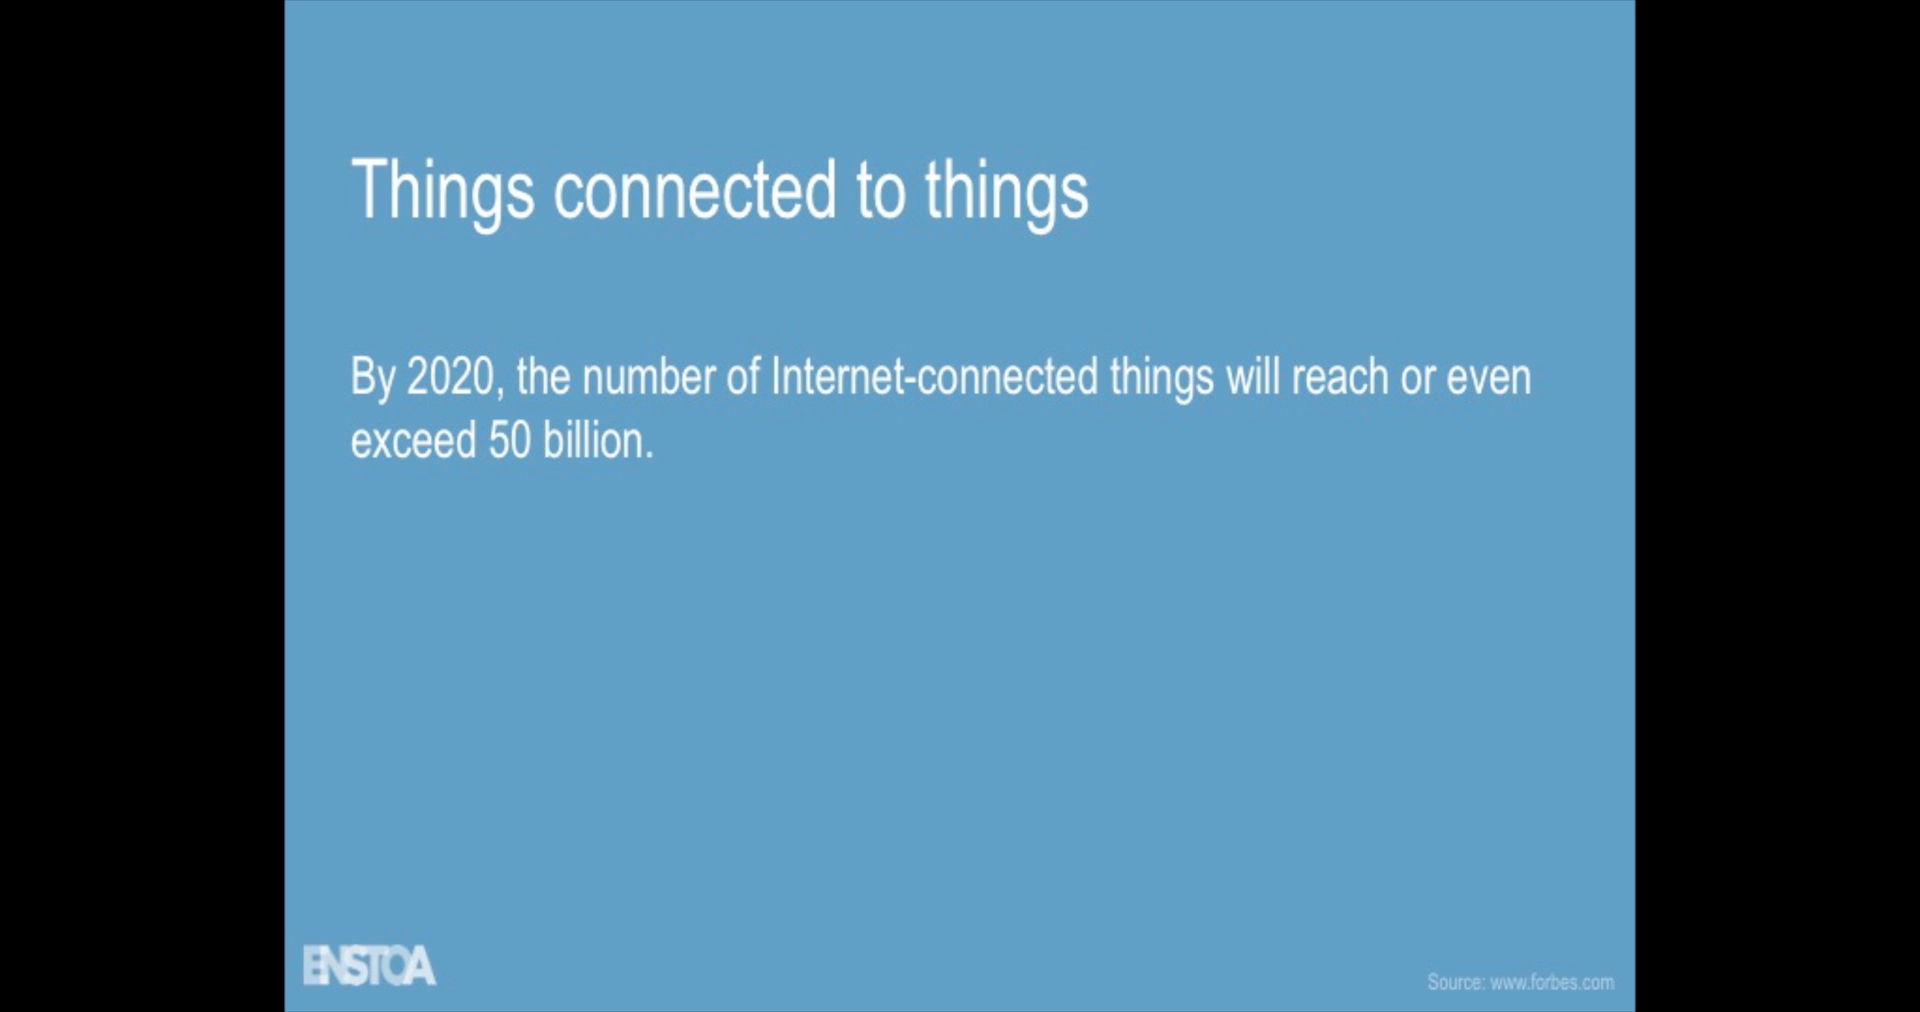 Things connected to things
By 2020, the number of Internet-connected things will reach or even
exceed 50 billion.
ENSTOA
Source: www.forbes.com